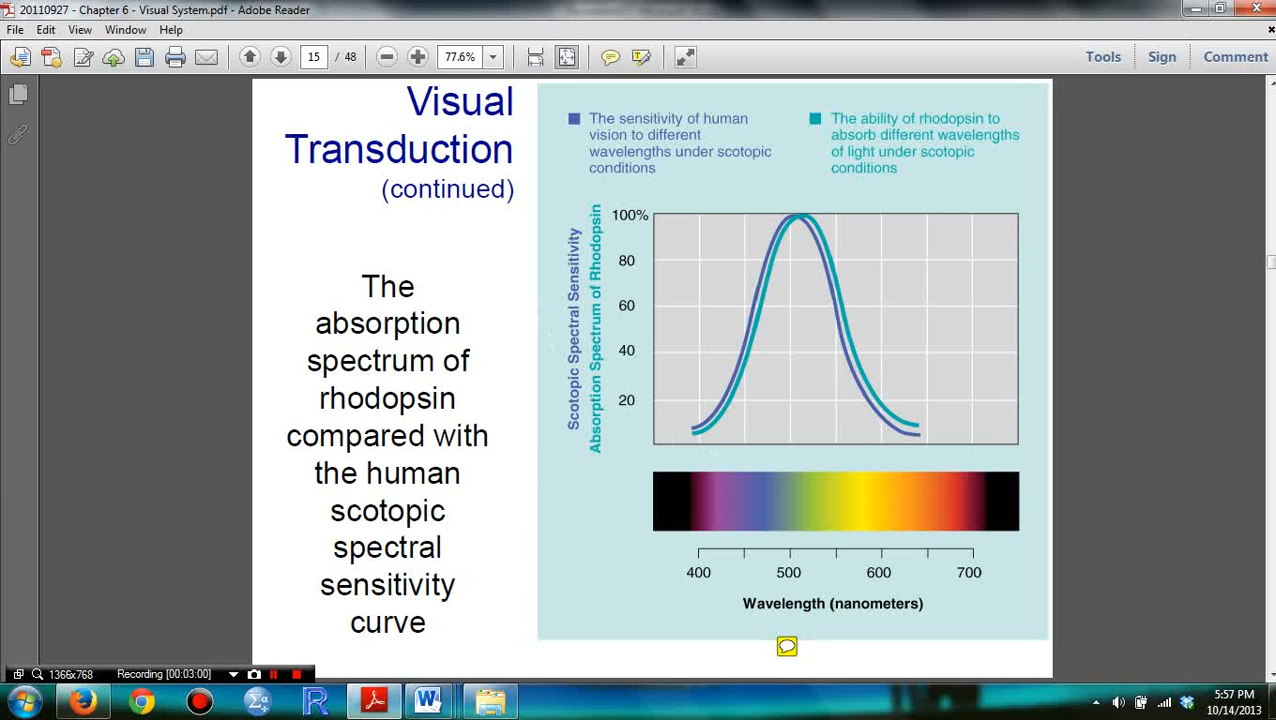 20110927 - Chapter 6 - Visual System.pdf - Adobe Reader
File Edit View Window Help
15 / 48 77.6% Tools Sign Comment
Visual
Transduction
(continued)
The
absorption
spectrum of
rhodopsin
compared with
the human
scotopic
spectral
sensitivity
curve
The sensitivity of human
vision to different
wavelengths under scotopic
conditions
The ability of rhodopsin to
absorb different wavelengths
of light under scotopic
conditions
Scotopic Spectral Sensitivity
Absorption Spectrum of Rhodopsin
100%
80
60
40
20
400 500 600 700
Wavelength (nanometers)
1366x768 Recording [00:03:00]
5:57 PM
10/14/2013